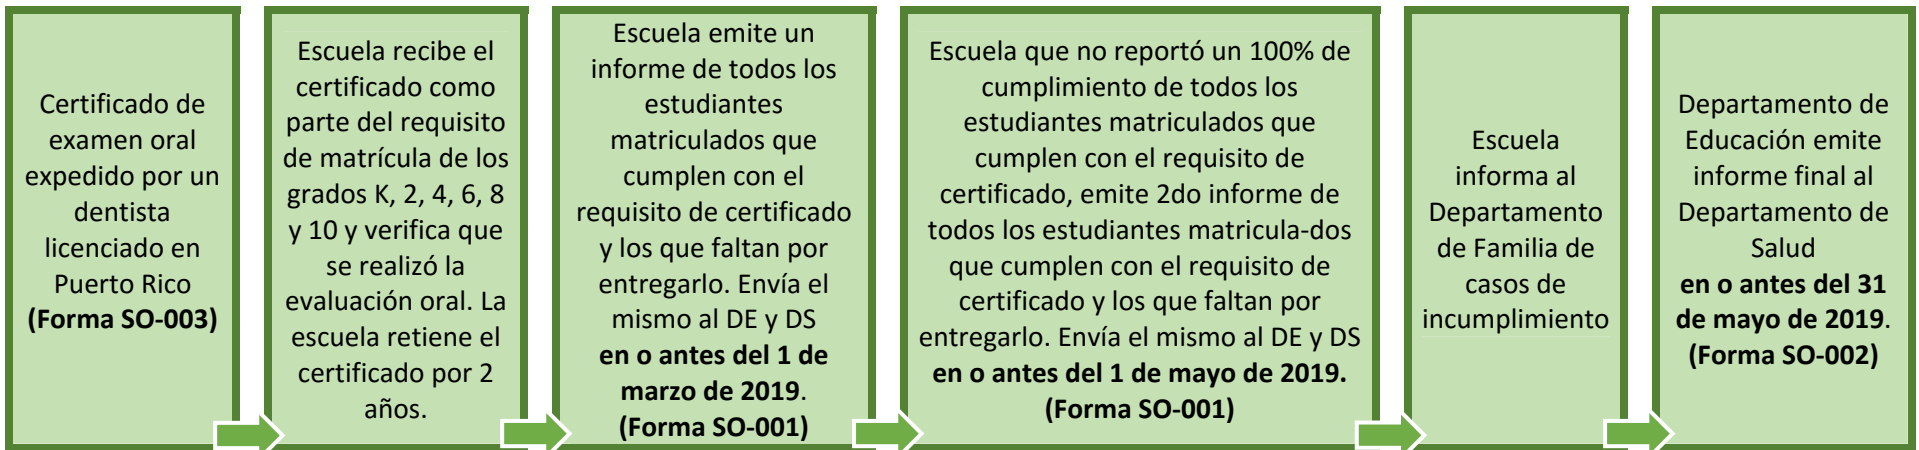 Certificado de
examen oral
expedido por un
dentista
licenciado en
Puerto Rico
(Forma SO-003)
Escuela recibe el
certificado como
parte del requisito
de matrícula de los
grados K, 2, 4, 6, 8
y 10 y verifica que
se realizó la
evaluación oral. La
escuela retiene el
certificado por 2
años.
Escuela emite un
informe de todos los
estudiantes
matriculados que
cumplen con el
requisito de certificado
y los que faltan por
entregarlo. Envía el
mismo al DE y DS
en o antes del 1 de
marzo de 2019.
(Forma SO-001)
Escuela que no reportó un 100% de
cumplimiento de todos los
estudiantes matriculados que
cumplen con el requisito de
certificado, emite 2do informe de
todos los estudiantes matricula-dos
que cumplen con el requisito de
certificado y los que faltan por
entregarlo. Envía el mismo al DE y DS
en o antes del 1 de mayo de 2019.
(Forma SO-001)
Escuela
informa al
Departamento
de Familia de
casos de
incumplimiento
Departamento de
Educación emite
informe final al
Departamento de
Salud
en o antes del 31
de mayo de 2019.
(Forma SO-002)